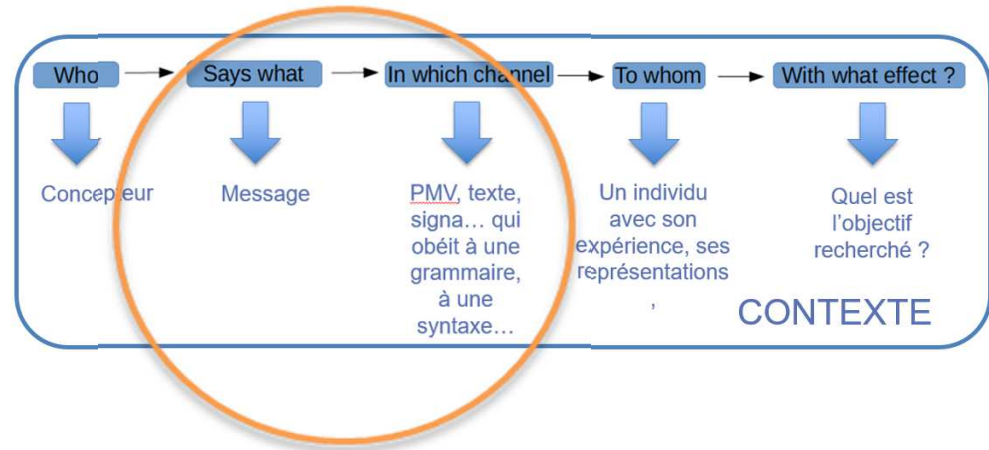 Who
Says what
In which channel
To whom
With what effect ?
Concepteur
Message
PMV, texte,
signa… qui
obéit à une
grammaire,
à une
syntaxe…
Un individu
avec son
expérience, ses
représentations
,
Quel est
l’objectif
recherché ?
CONTEXTE